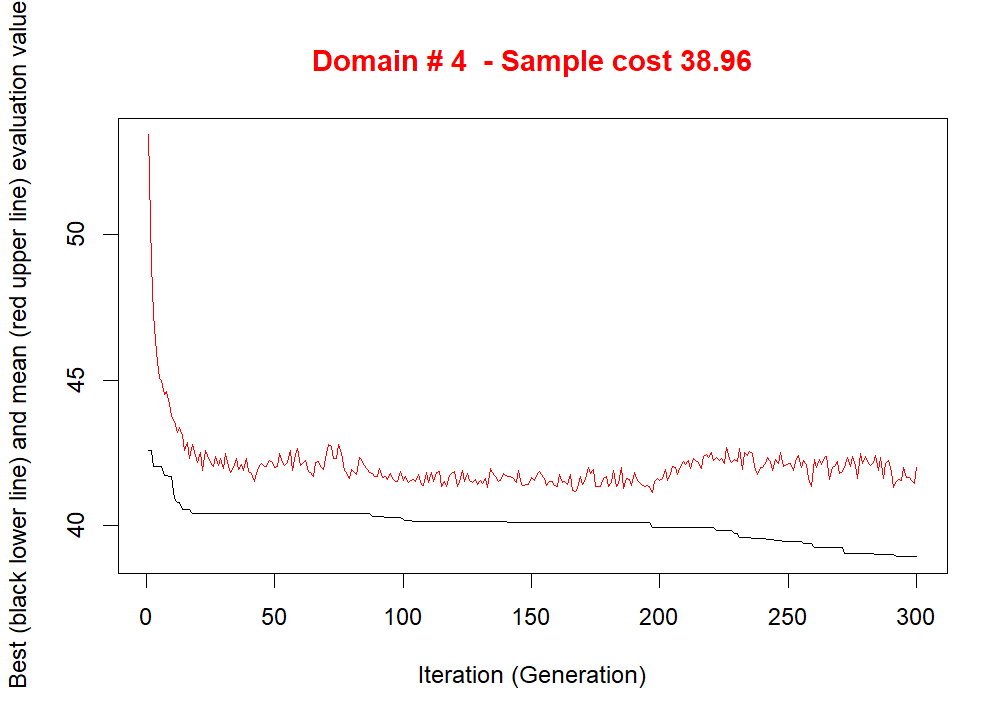 Domain # 4  - Sample cost 38.96
Best (black lower line) and mean (red upper line) evaluation value
50
45
40
0 50 100 150 200 250 300
Iteration (Generation)